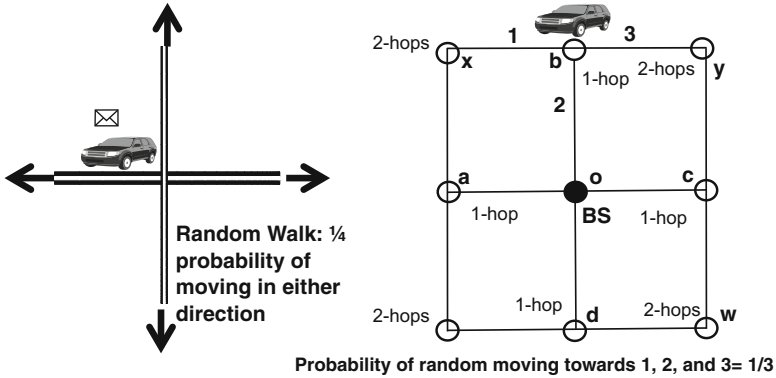 Random Walk: ¼
probability of
moving in either
direction
2-hops
1
3
x
b
y
1-hop
2-hops
2
a
o
c
1-hop
BS
1-hop
1-hop
2-hops
d
2-hops
w
Probability of random moving towards 1, 2, and 3= 1/3